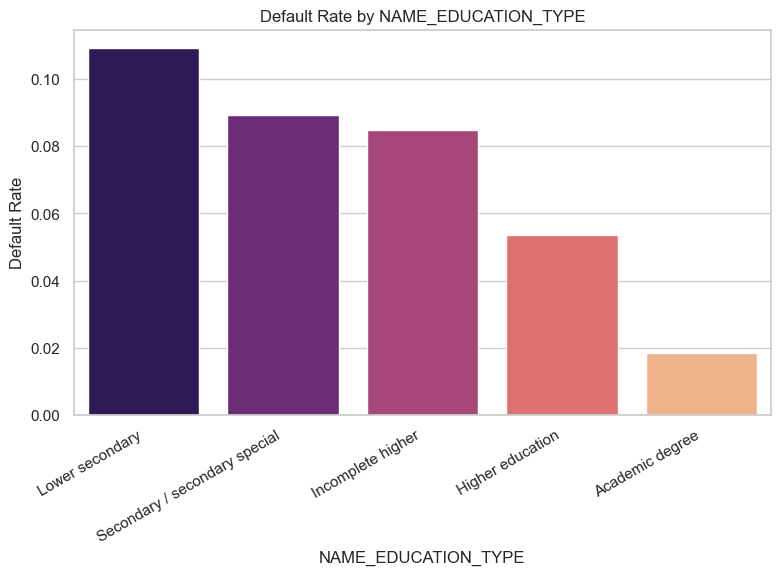 Default Rate by NAME_EDUCATION_TYPE
Default Rate
0.10
0.08
0.06
0.04
0.02
0.00
Lower secondary
Secondary / secondary special
Incomplete higher
Higher education
Academic degree
NAME_EDUCATION_TYPE